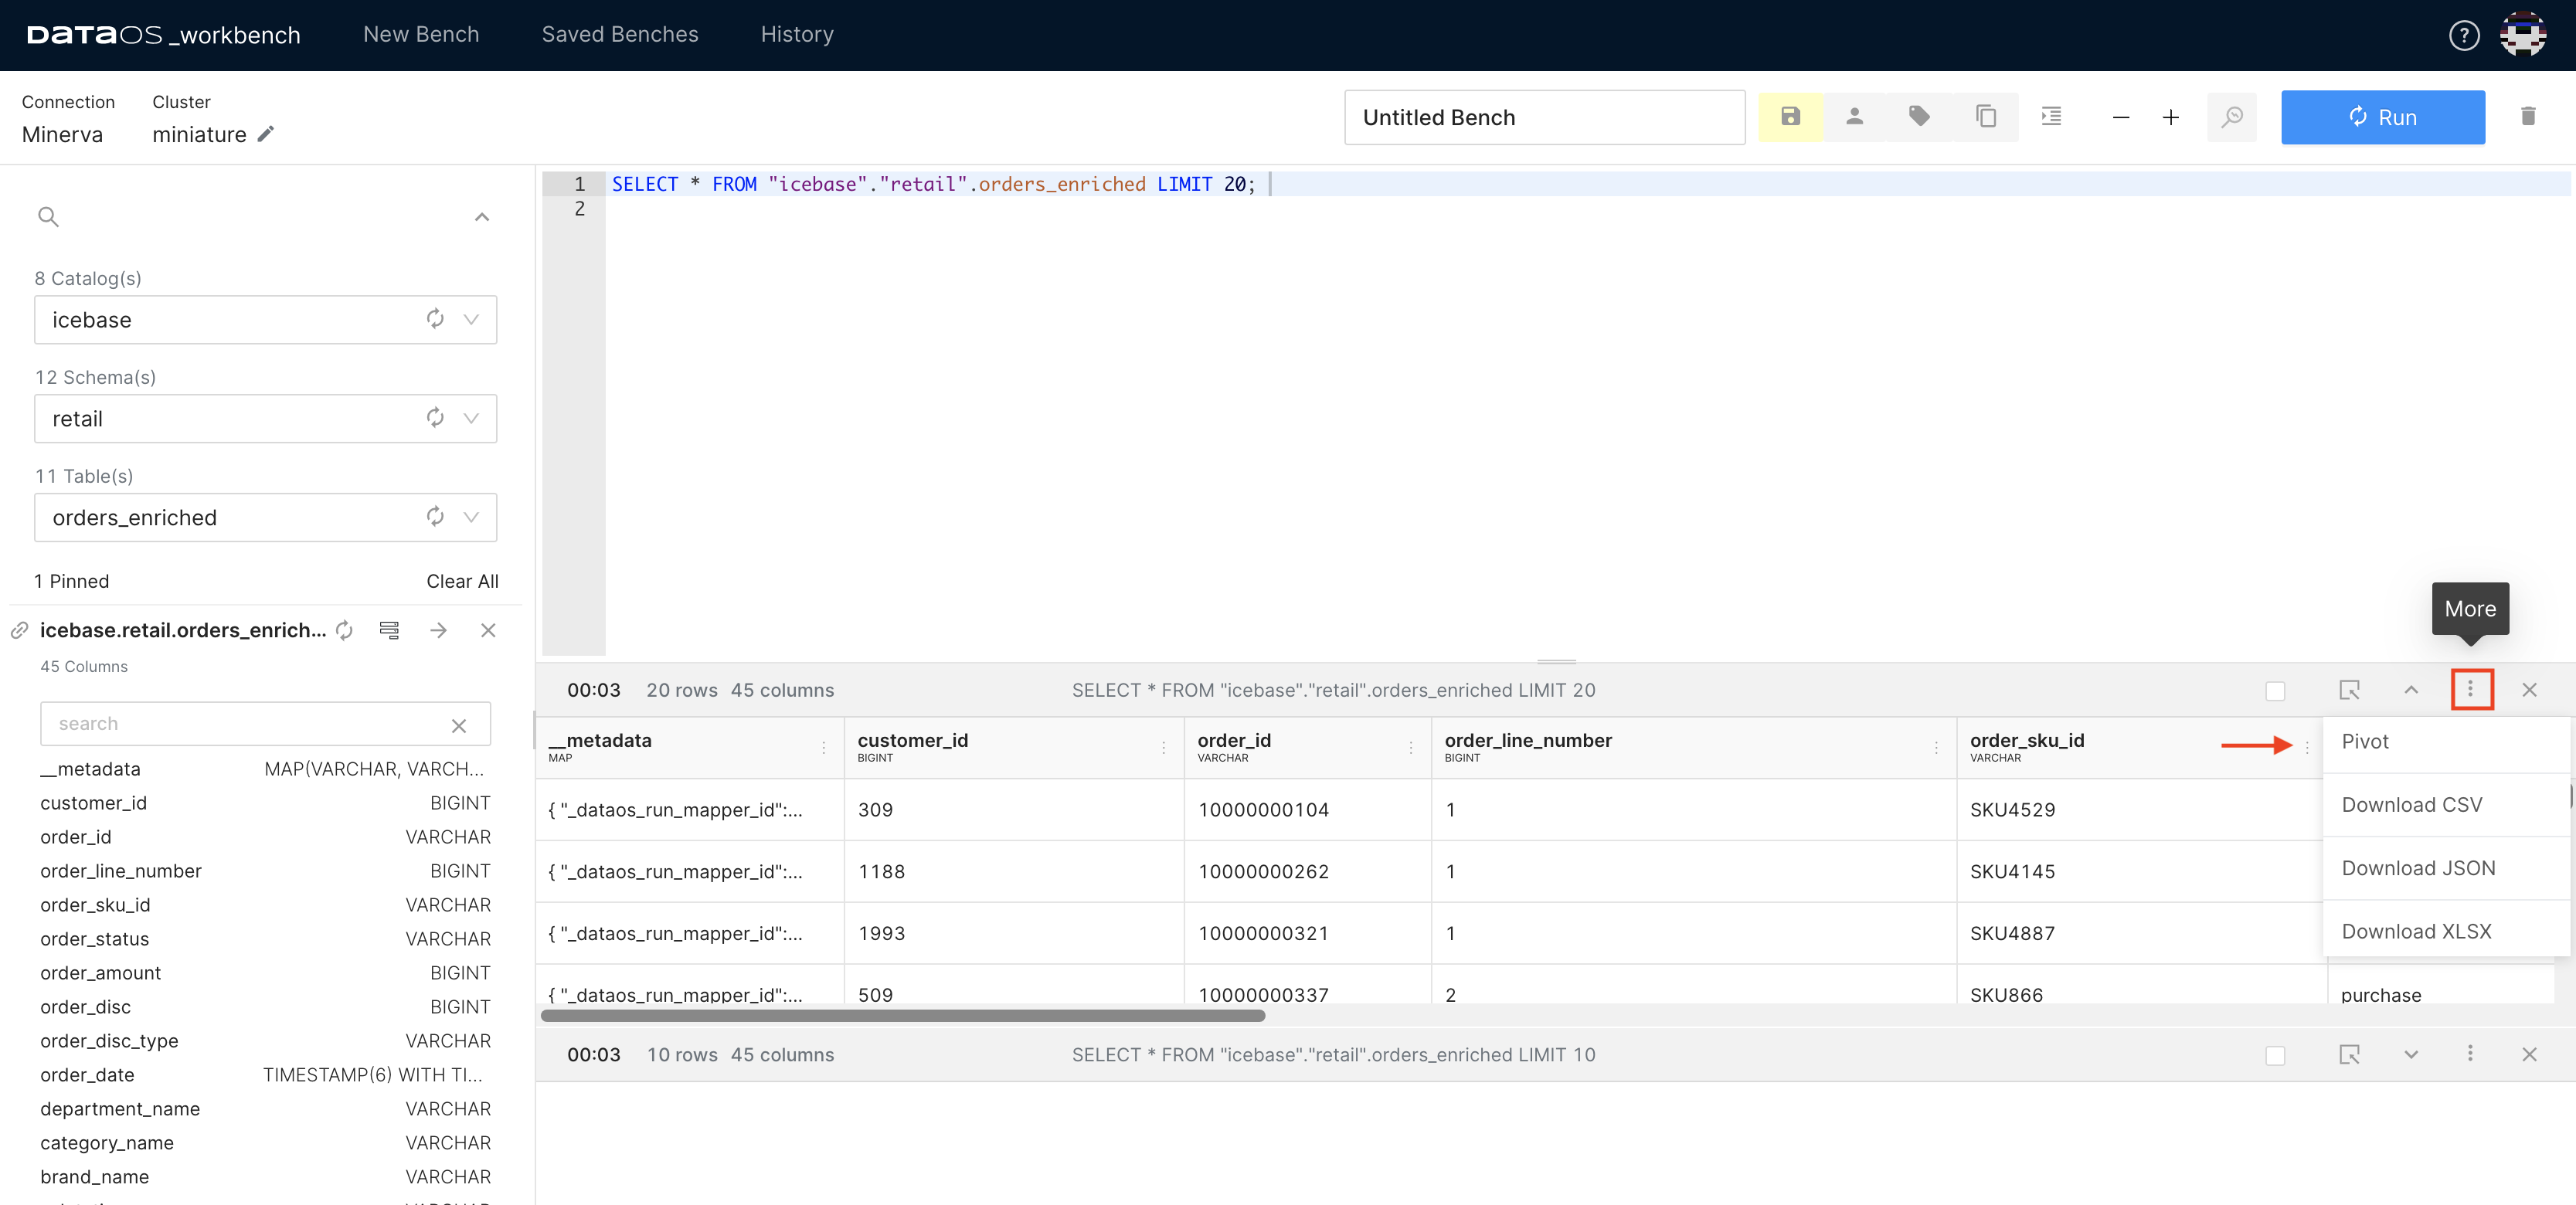 DATAOS _workbench New Bench Saved Benches History ?
Connection Cluster
Minerva miniature
Untitled Bench
Run
1 SELECT * FROM "icebase"."retail".orders_enriched LIMIT 20;
2
8 Catalog(s)
icebase
12 Schema(s)
retail
11 Table(s)
orders_enriched
1 Pinned Clear All
icebase.retail.orders_enrich...
45 Columns
search
__metadata MAP(VARCHAR, VARCH...
customer_id BIGINT
order_id VARCHAR
order_line_number BIGINT
order_sku_id VARCHAR
order_status VARCHAR
order_amount BIGINT
order_disc BIGINT
order_disc_type VARCHAR
order_date TIMESTAMP(6) WITH TI...
department_name VARCHAR
category_name VARCHAR
brand_name VARCHAR
More
00:03 20 rows 45 columns SELECT * FROM "icebase"."retail".orders_enriched LIMIT 20
__metadata customer_id order_id order_line_number order_sku_id
MAP BIGINT VARCHAR BIGINT VARCHAR
{ "_dataos_run_mapper_id":... 309 10000000104 1 SKU4529
{ "_dataos_run_mapper_id":... 1188 10000000262 1 SKU4145
{ "_dataos_run_mapper_id":... 1993 10000000321 1 SKU4887
{ "_dataos_run_mapper_id":... 509 10000000337 2 SKU866 purchase
Pivot
Download CSV
Download JSON
Download XLSX
00:03 10 rows 45 columns SELECT * FROM "icebase"."retail".orders_enriched LIMIT 10